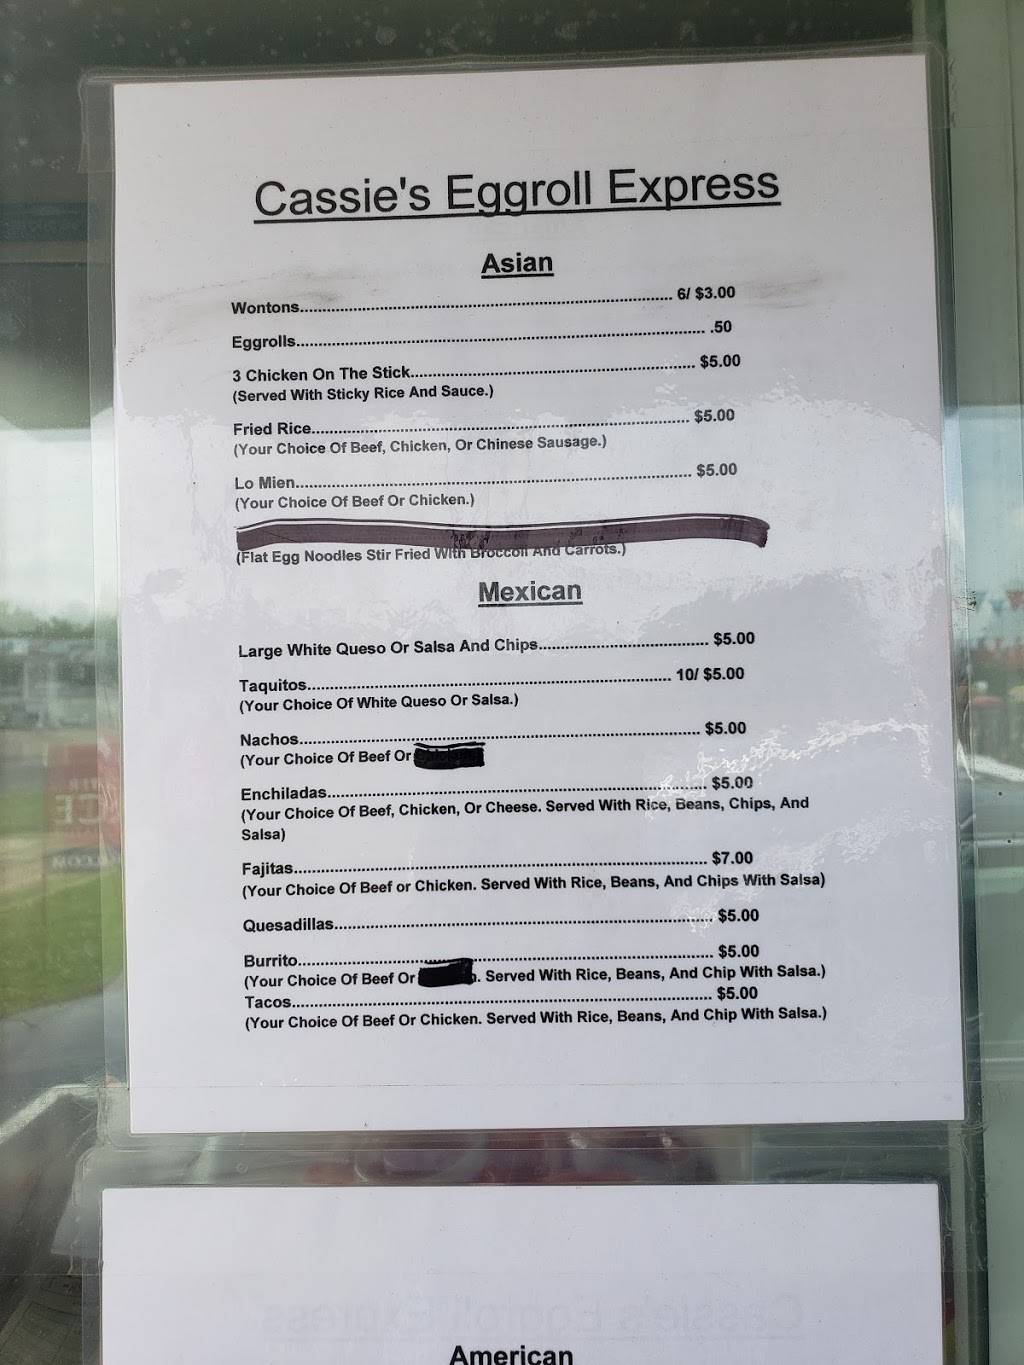 Cassie's Eggroll Express
Asian
Wontons............................................................ 6/ $3.00
Eggrolls............................................................ .50
3 Chicken On The Stick............................................................ $5.00
(Served With Sticky Rice And Sauce.)
Fried Rice............................................................ $5.00
(Your Choice Of Beef, Chicken, Or Chinese Sausage.)
Lo Mien............................................................ $5.00
(Your Choice Of Beef Or Chicken.)
(Flat Egg Noodles Stir Fried With Broccoli And Carrots.)
Mexican
Large White Queso Or Salsa And Chips.................................... $5.00
Taquitos............................................................ 10/ $5.00
(Your Choice Of White Queso Or Salsa.)
Nachos............................................................ $5.00
(Your Choice Of Beef Or
Enchiladas............................................................ $5.00
(Your Choice Of Beef, Chicken, Or Cheese. Served With Rice, Beans, Chips, And
Salsa)
Fajitas............................................................ $7.00
(Your Choice Of Beef or Chicken. Served With Rice, Beans, And Chips With Salsa)
Quesadillas............................................................ $5.00
Burrito............................................................ $5.00
(Your Choice Of Beef Or . Served With Rice, Beans, And Chip With Salsa.)
Tacos............................................................ $5.00
(Your Choice Of Beef Or Chicken. Served With Rice, Beans, And Chip With Salsa.)
American